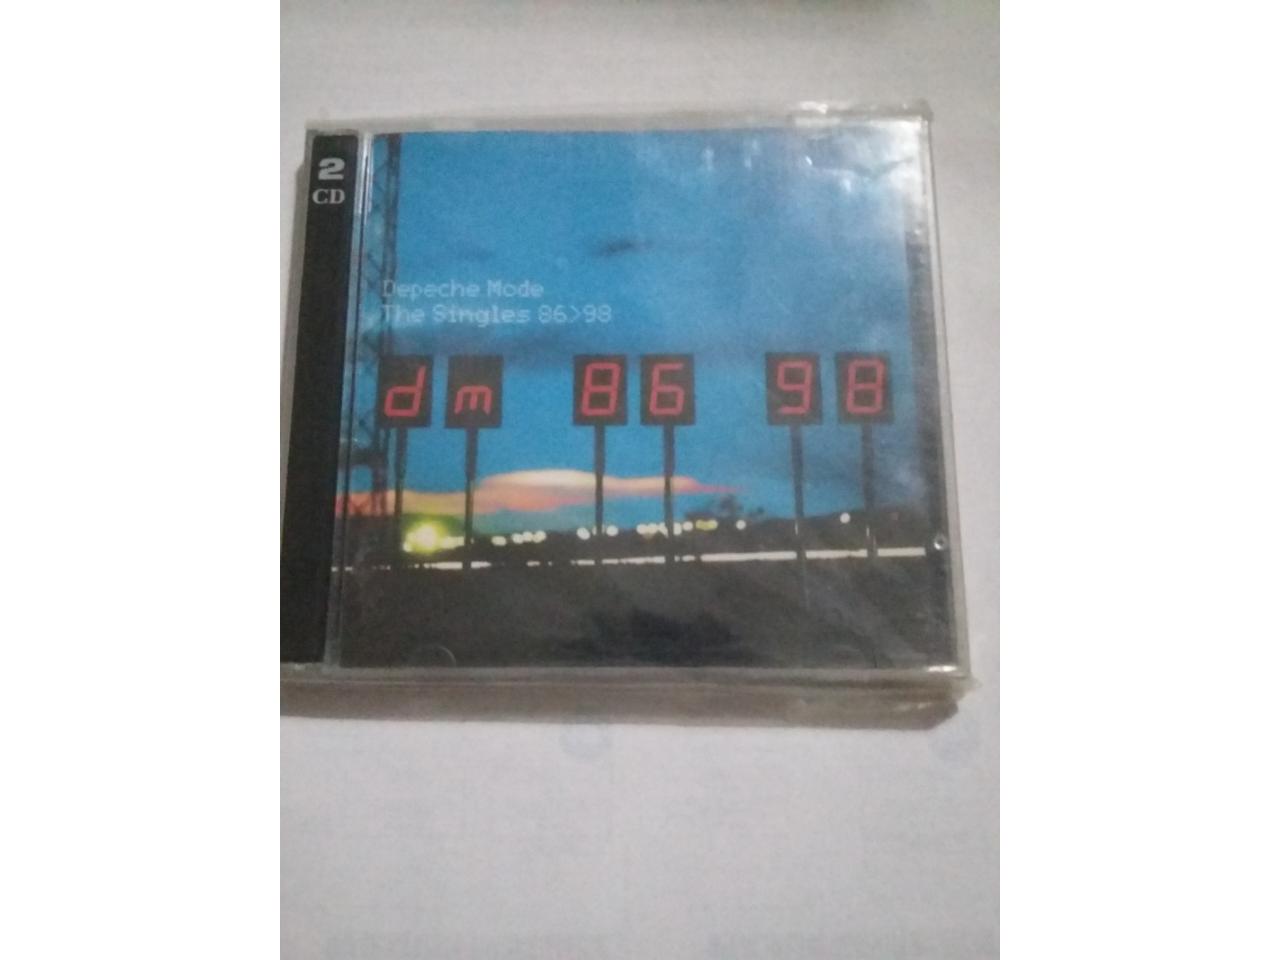 2
CD
Depeche Mode
The Singles 86>98
dm 86 98